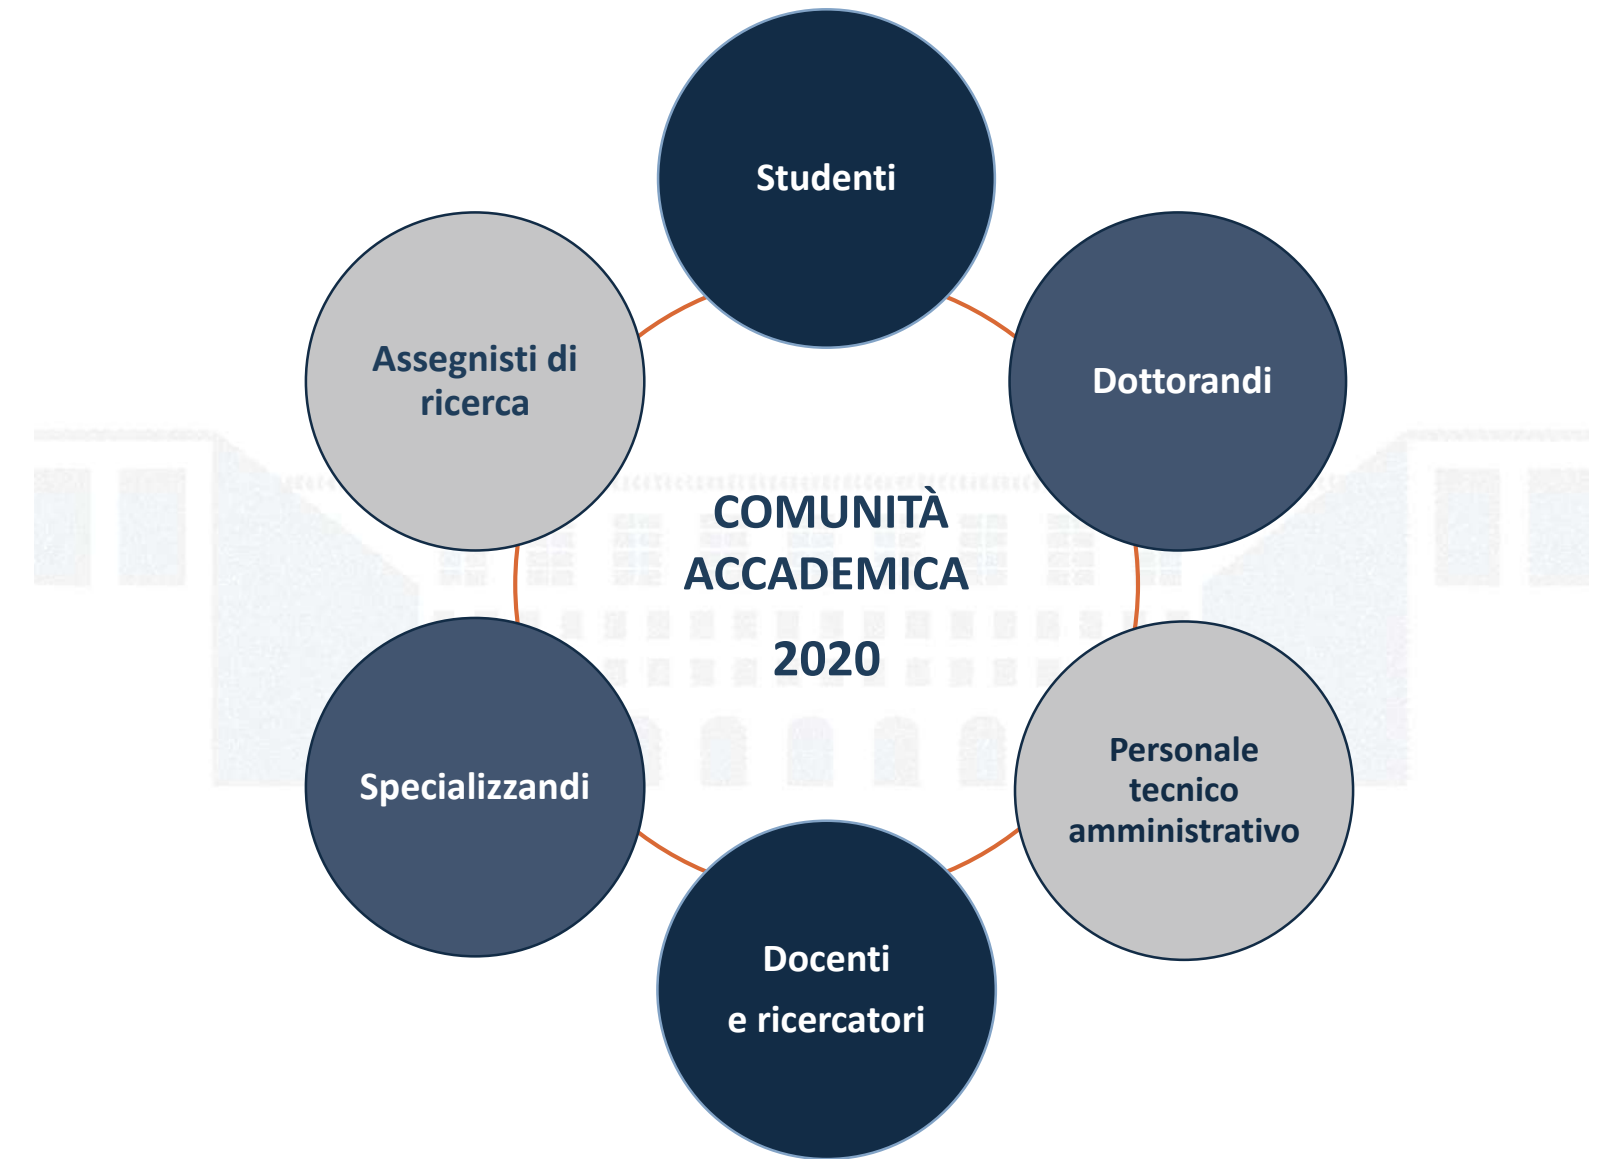 Studenti
Dottorandi
Personale
tecnico
amministrativo
Docenti
e ricercatori
Specializzandi
Assegnisti di
ricerca
COMUNITÀ
ACCADEMICA
2020